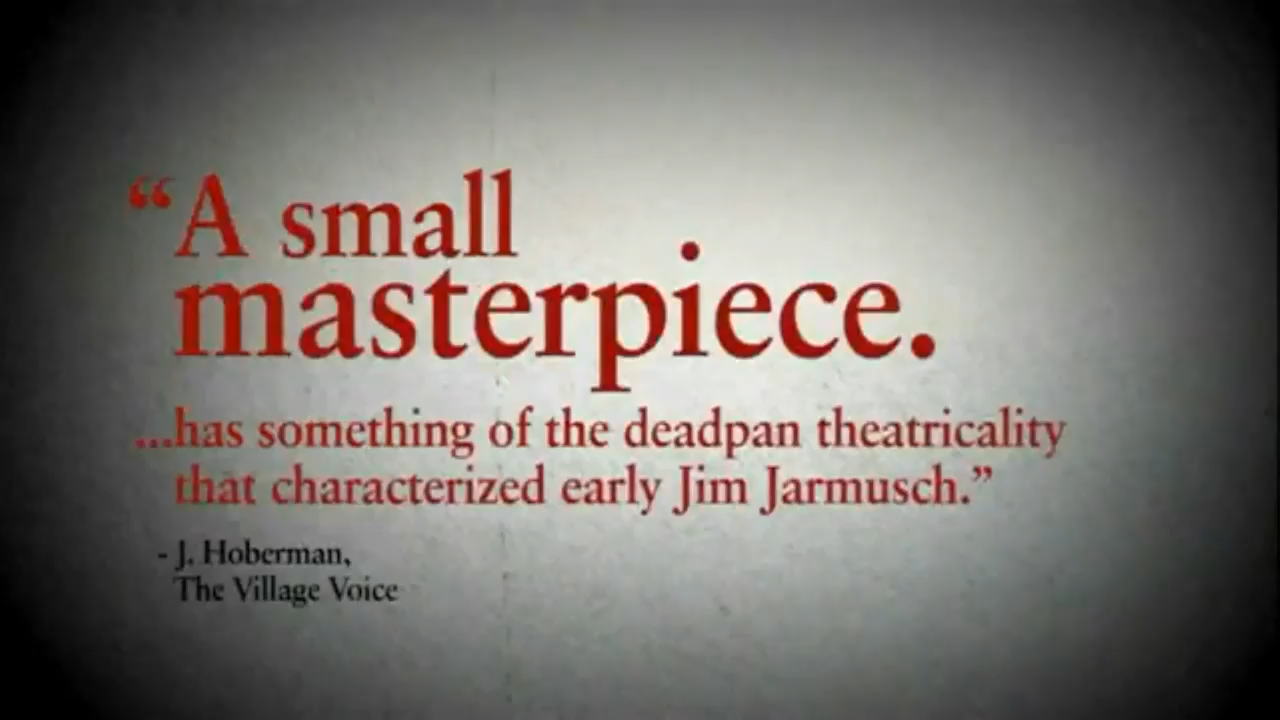 “A small
masterpiece.
...has something of the deadpan theatricality
that characterized early Jim Jarmusch.”
- J. Hoberman,
The Village Voice